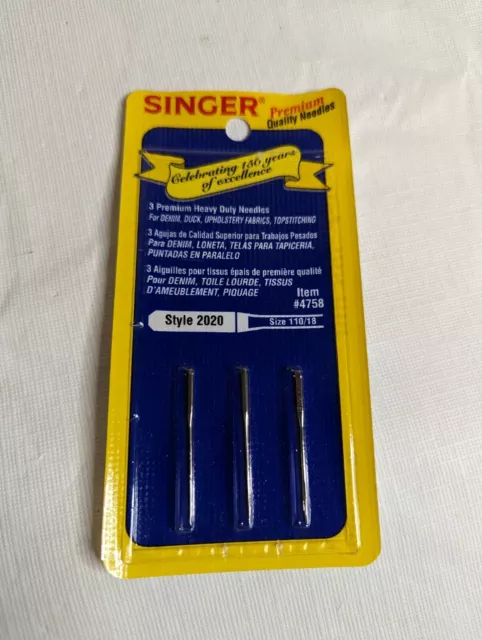 SINGER®
Premium
Quality Needles
Celebrating 150 years
of excellence
3 Premium Heavy Duty Needles
For DENIM, DUCK, UPHOLSTERY FABRICS, TOPSTITCHING
3 Agujas de Calidad Superior para Trabajos Pesados
Para DENIM, LONETA, TELAS PARA TAPICERIA,
PUNTADAS EN PARALELO
3 Aiguilles pour tissus épais de première qualité
Pour DENIM, TOILE LOURDE, TISSUS
D'AMEUBLEMENT, PIQUAGE
Item
#4758
Style 2020
Size 110/18